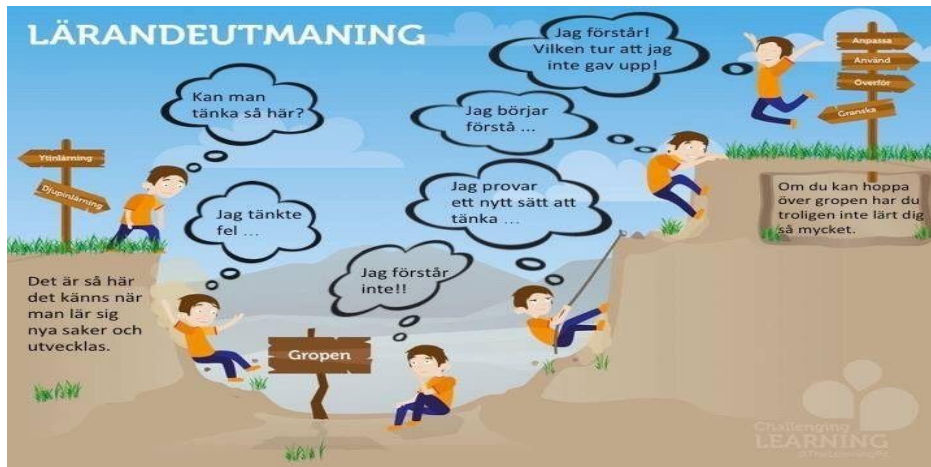 LÄRANDEUTMANING
Kan man
tänka så här?
Jag förstår!
Vilken tur att jag
inte gav upp!
Anpassa
Använd
Överför
Granska
Jag börjar
förstå ...
Ytinlärning
Djupinlärning
Jag tänkte
fel ...
Jag provar
ett nytt sätt att
tänka ...
Om du kan hoppa
över gropen har du
troligen inte lärt dig
så mycket.
Jag förstår
inte!!
Det är så här
det känns när
man lär sig
nya saker och
utvecklas.
Gropen
Challenging
LEARNING